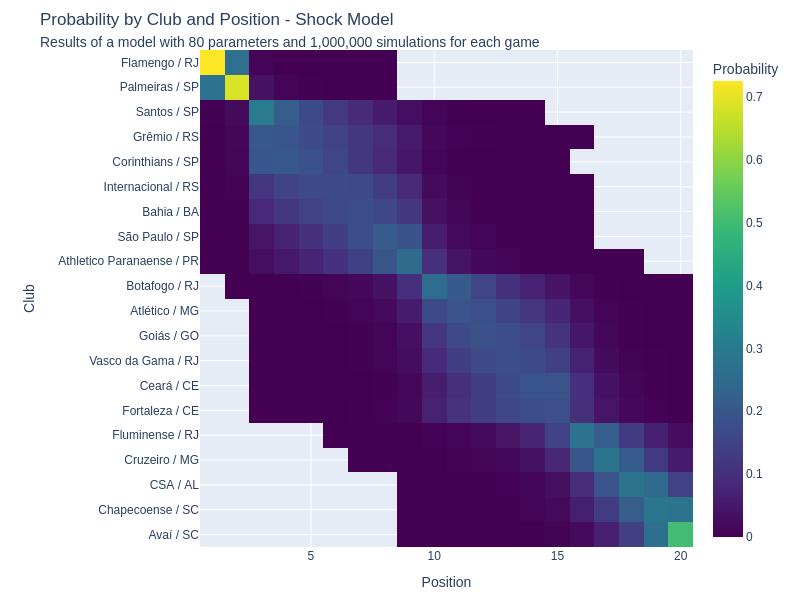 Probability by Club and Position - Shock Model
Results of a model with 80 parameters and 1,000,000 simulations for each game
Probability
Flamengo / RJ
Palmeiras / SP
Santos / SP
Grêmio / RS
Corinthians / SP
Internacional / RS
Bahia / BA
São Paulo / SP
Athletico Paranaense / PR
Botafogo / RJ
Atlético / MG
Goiás / GO
Vasco da Gama / RJ
Ceará / CE
Fortaleza / CE
Fluminense / RJ
Cruzeiro / MG
CSA / AL
Chapecoense / SC
Avaí / SC
Club
5
10
15
20
Position
0.7
0.6
0.5
0.4
0.3
0.2
0.1
0